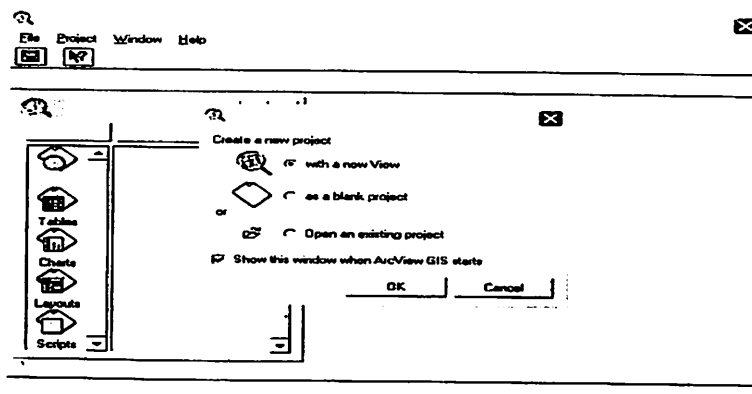 File Project Window Help
Create a new project
with a now View
as a blank project
or
Open an existing project
Show this window when ArcView GIS starts
OK Cancel
Tables
Charts
Layouts
Scripts